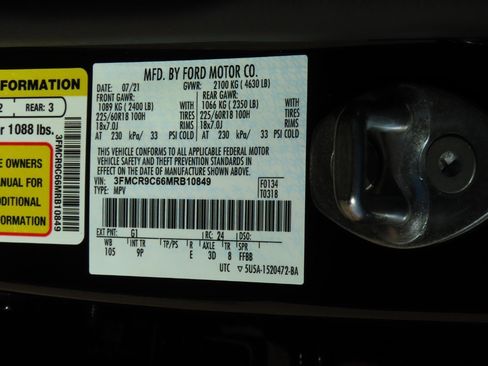 FORMATION
2 REAR: 3
r 1088 lbs.
E OWNERS
MANUAL FOR
ADDITIONAL
3FMCR9C66MRB10849
MFD. BY FORD MOTOR CO.
DATE: 07/21 GVWR: 2100 KG ( 4630 LB)
FRONT GAWR: REAR GAWR:
1089 KG ( 2400 LB) WITH 1066 KG ( 2350 LB) WITH
225/60R18 100H TIRES 225/60R18 100H TIRES
18x7.0J RIMS 18x7.0J RIMS
AT 230 kPa/ 33 PSI COLD AT 230 kPa/ 33 PSI COLD
THIS VEHICLE CONFORMS TO ALL APPLICABLE FEDERAL MOTOR
VEHICLE SAFETY AND THEFT PREVENTION STANDARDS IN
EFFECT ON THE DATE OF MANUFACTURE SHOWN ABOVE.
VIN: 3FMCR9C66MRB10849 F0134
TYPE: MPV T0318
EXT PNT: G1 RC: 24 DSO:
WB INT TR TP/PS R AXLE TR SPR
105 9P E 3D 8 FFBB
UTC ▽ 5U5A-1520472-BA